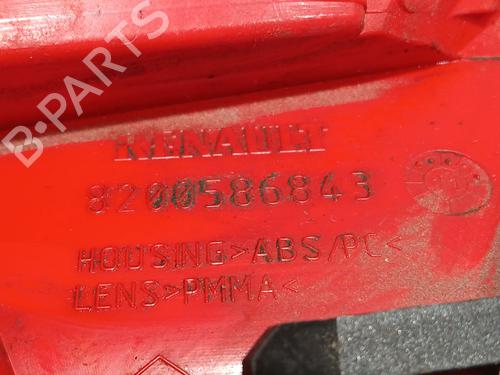 B-PARTS
RENAULT
8200586843
HOUSING>ABS/PC<
LENS>PMMA<